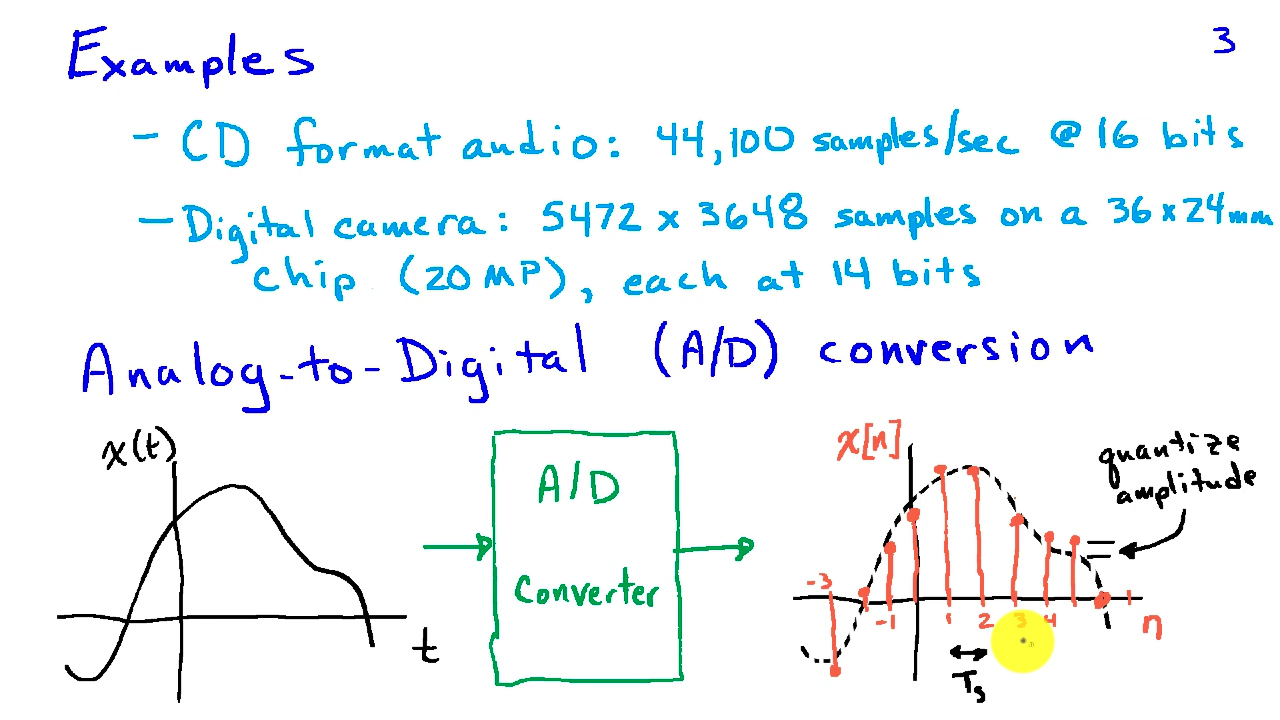 3
Examples
- CD format audio: 44,100 samples/sec @ 16 bits
- Digital camera: 5472 x 3648 samples on a 36 x 24mm
chip (20 MP), each at 14 bits
Analog-to-Digital (A/D) conversion
x(t)
t
A/D
Converter
x[n]
quantize
amplitude
-3
-1 1 2 3 4
n
Ts